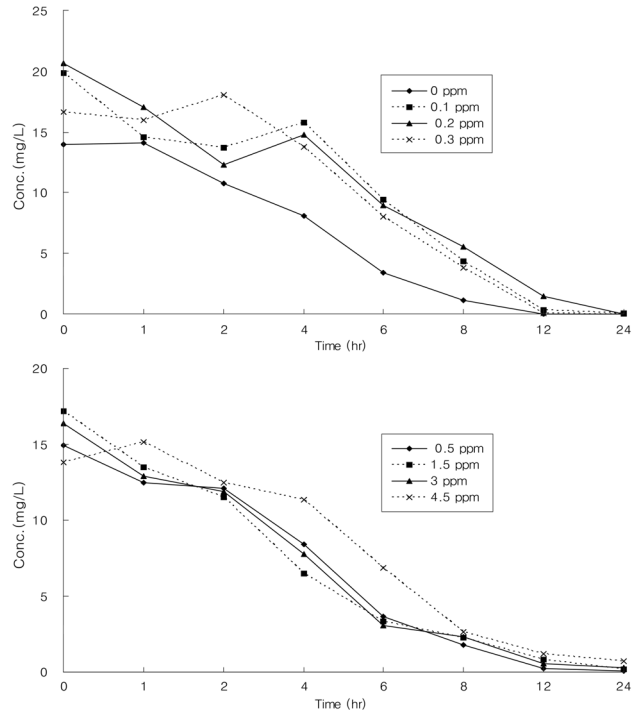 25
20
15
10
5
0
Conc.(mg/L)
0 ppm
0.1 ppm
0.2 ppm
0.3 ppm
0 1 2 4 6 8 12 24
Time (hr)
20
15
10
5
0
Conc.(mg/L)
0.5 ppm
1.5 ppm
3 ppm
4.5 ppm
0 1 2 4 6 8 12 24
Time (hr)